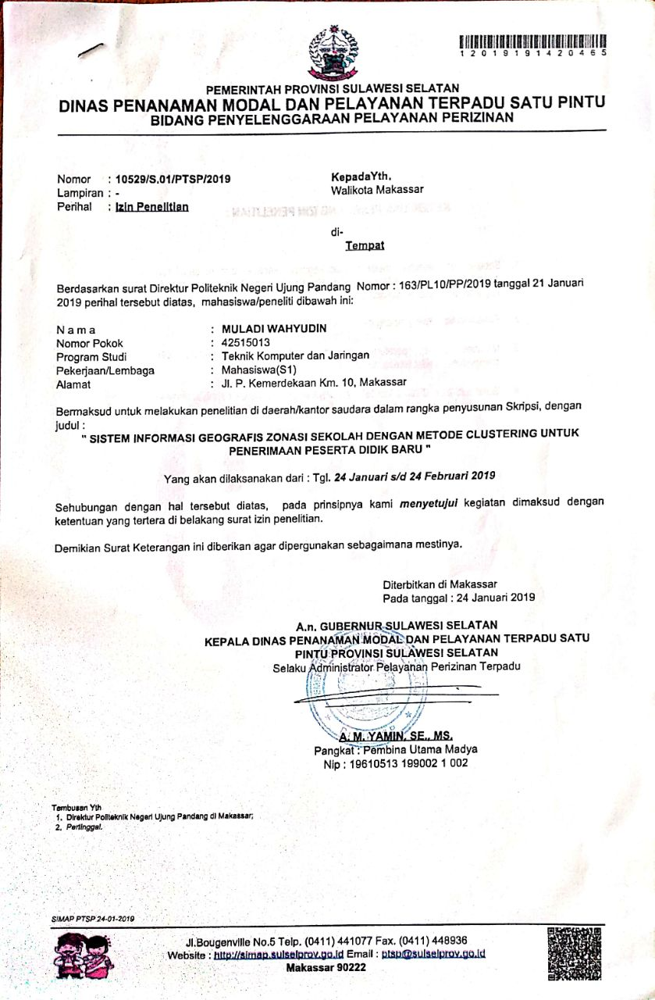 1 2 0 1 9 1 9 1 4 2 0 4 6 5
PEMERINTAH PROVINSI SULAWESI SELATAN
DINAS PENANAMAN MODAL DAN PELAYANAN TERPADU SATU PINTU
BIDANG PENYELENGGARAAN PELAYANAN PERIZINAN
Nomor : 10529/S.01/PTSP/2019
Lampiran : -
Perihal : Izin Penelitian
KepadaYth.
Walikota Makassar
di-
Tempat
Berdasarkan surat Direktur Politeknik Negeri Ujung Pandang Nomor : 163/PL10/PP/2019 tanggal 21 Januari
2019 perihal tersebut diatas, mahasiswa/peneliti dibawah ini:
N a m a : MULADI WAHYUDIN
Nomor Pokok : 42515013
Program Studi : Teknik Komputer dan Jaringan
Pekerjaan/Lembaga : Mahasiswa(S1)
Alamat : Jl. P. Kemerdekaan Km. 10, Makassar
Bermaksud untuk melakukan penelitian di daerah/kantor saudara dalam rangka penyusunan Skripsi, dengan
judul :
" SISTEM INFORMASI GEOGRAFIS ZONASI SEKOLAH DENGAN METODE CLUSTERING UNTUK
PENERIMAAN PESERTA DIDIK BARU "
Yang akan dilaksanakan dari : Tgl. 24 Januari s/d 24 Februari 2019
Sehubungan dengan hal tersebut diatas, pada prinsipnya kami menyetujui kegiatan dimaksud dengan
ketentuan yang tertera di belakang surat izin penelitian.
Demikian Surat Keterangan ini diberikan agar dipergunakan sebagaimana mestinya.
Diterbitkan di Makassar
Pada tanggal : 24 Januari 2019
A.n. GUBERNUR SULAWESI SELATAN
KEPALA DINAS PENANAMAN MODAL DAN PELAYANAN TERPADU SATU
PINTU PROVINSI SULAWESI SELATAN
Selaku Administrator Pelayanan Perizinan Terpadu
A. M. YAMIN, SE., MS.
Pangkat : Pembina Utama Madya
Nip : 19610513 199002 1 002
Tembusan Yth
1. Direktur Politeknik Negeri Ujung Pandang di Makassar;
2. Pertinggal.
SIMAP PTSP 24-01-2019
Jl.Bougenville No.5 Telp. (0411) 441077 Fax. (0411) 448936
Website : http://simap.sulselprov.go.id Email : ptsp@sulselprov.go.id
Makassar 90222